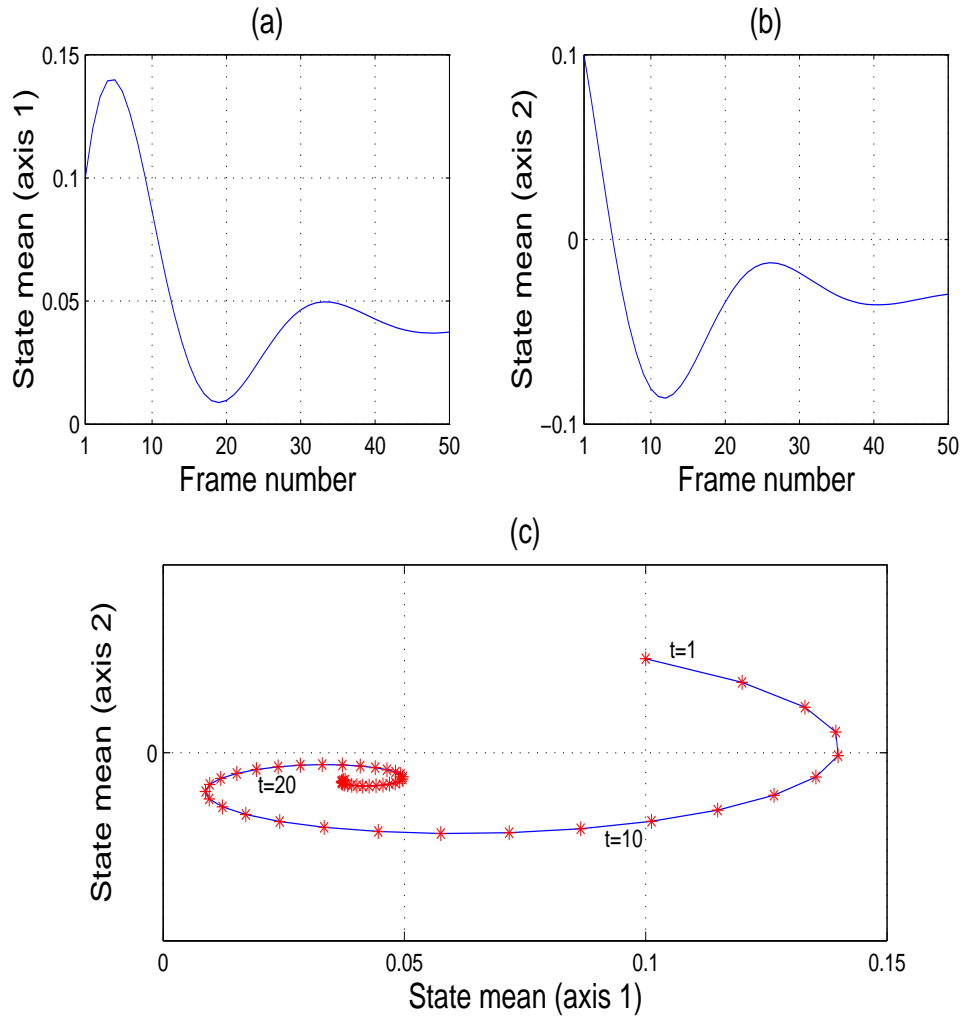 (a)
State mean (axis 1)
0.15
0.1
0.05
0
1 10 20 30 40 50
Frame number
(b)
State mean (axis 2)
0.1
0
−0.1
1 10 20 30 40 50
Frame number
(c)
State mean (axis 2)
0
t=1
t=20
t=10
0 0.05 0.1 0.15
State mean (axis 1)